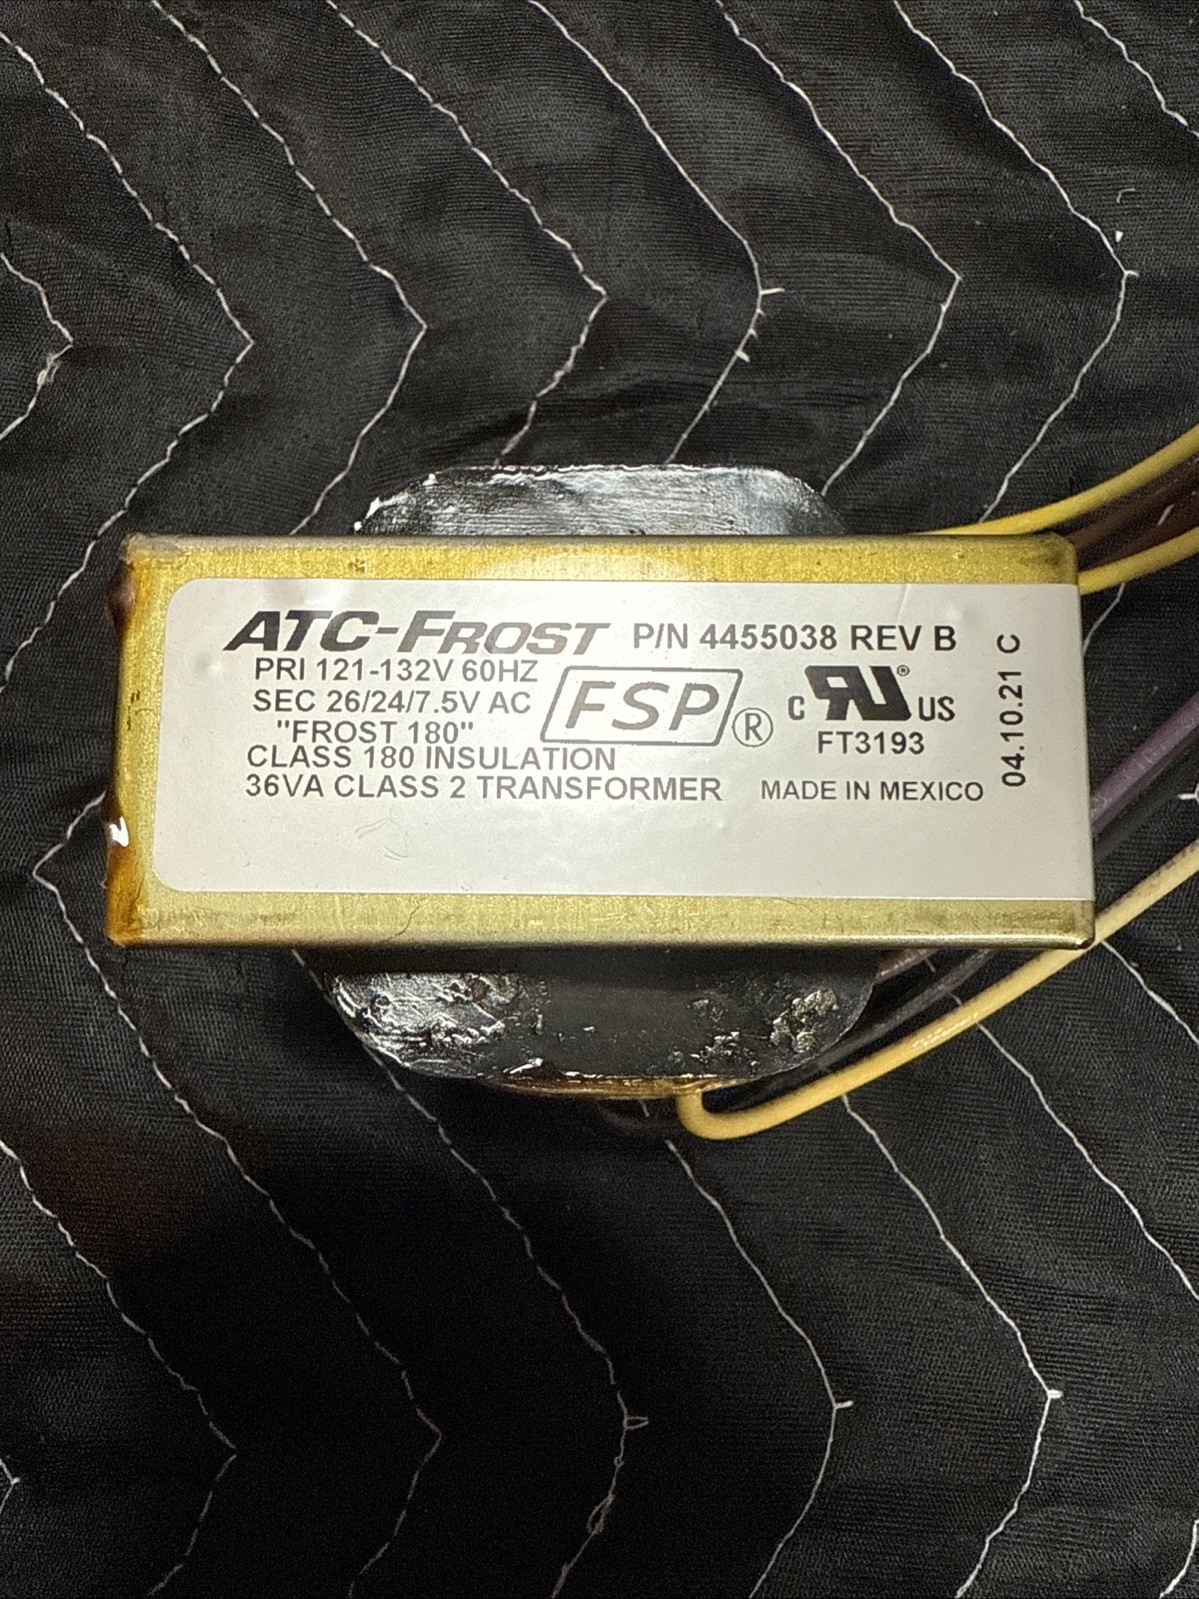 ATC-FROST P/N 4455038 REV B
PRI 121-132V 60HZ
SEC 26/24/7.5V AC
"FROST 180"
CLASS 180 INSULATION
36VA CLASS 2 TRANSFORMER
FSP®
c RU® US
FT3193
MADE IN MEXICO
04.10.21 C